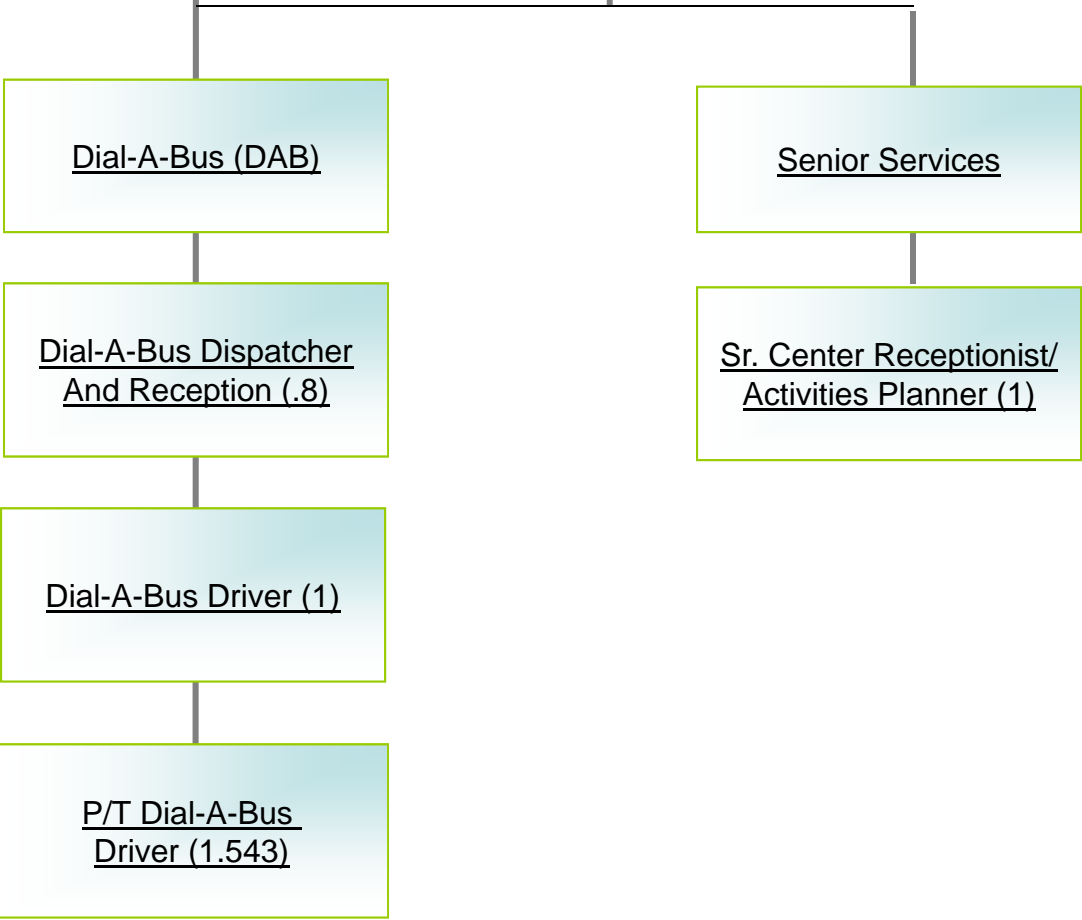 Dial-A-Bus (DAB)
Dial-A-Bus Dispatcher
And Reception (.8)
Dial-A-Bus Driver (1)
P/T Dial-A-Bus
Driver (1.543)
Senior Services
Sr. Center Receptionist/
Activities Planner (1)